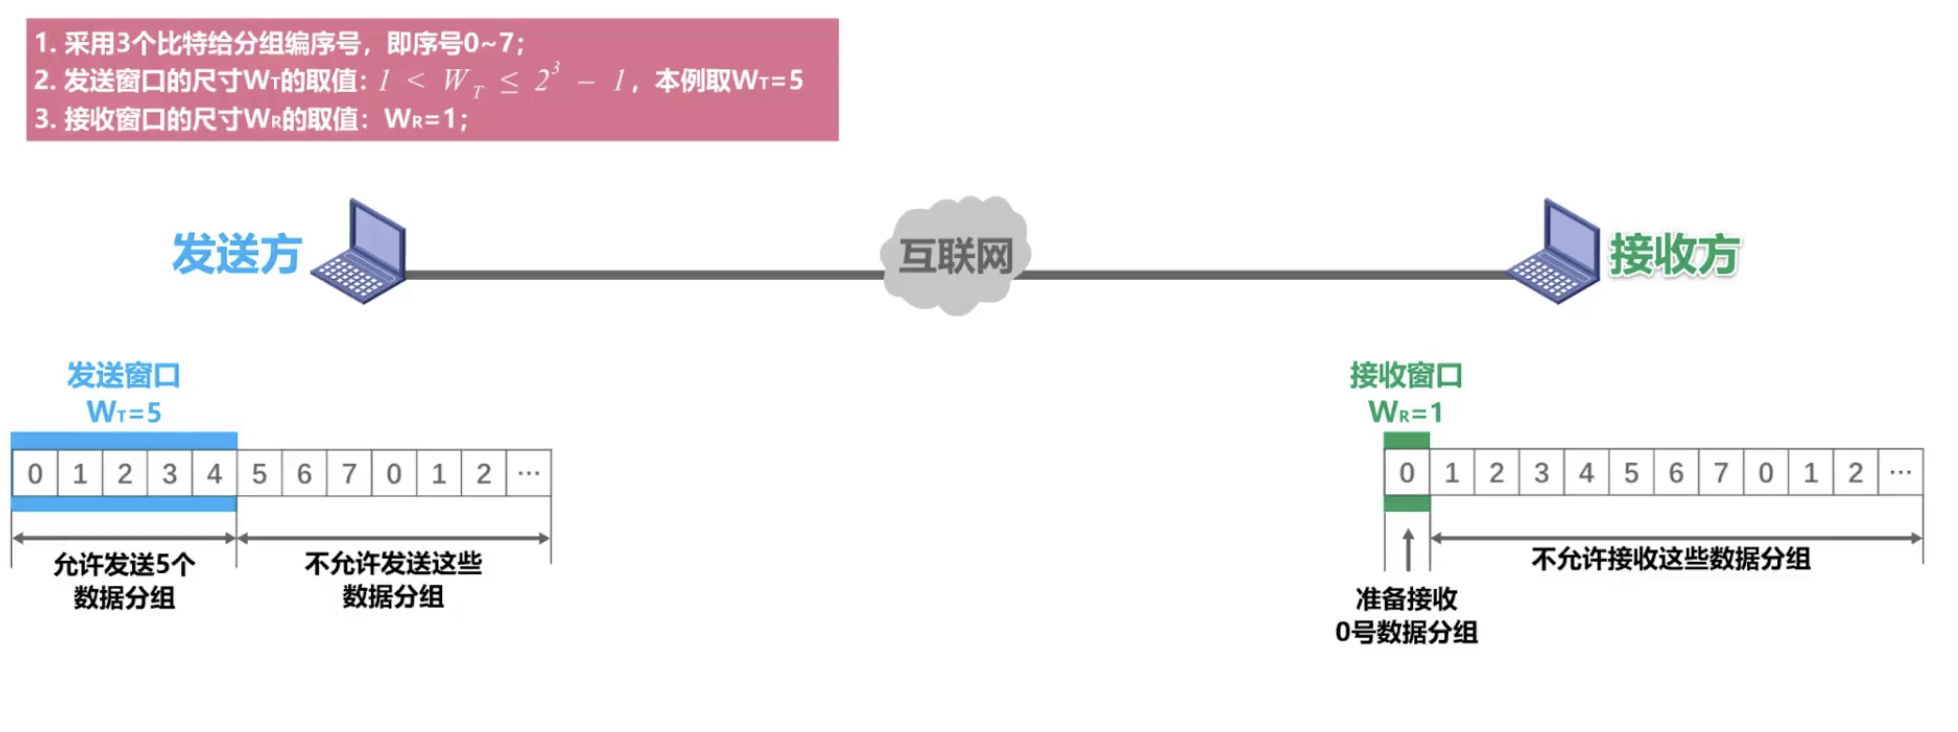 1. 采用3个比特给分组编序号，即序号0~7；
2. 发送窗口的尺寸WT的取值：1 < W T ≤ 2³ − 1，本例取WT=5
3. 接收窗口的尺寸WR的取值：WR=1；
发送方
互联网
接收方
发送窗口
WT=5
0 1 2 3 4 5 6 7 0 1 2 ···
允许发送5个
数据分组
不允许发送这些
数据分组
接收窗口
WR=1
0 1 2 3 4 5 6 7 0 1 2 ···
准备接收
0号数据分组
不允许接收这些数据分组